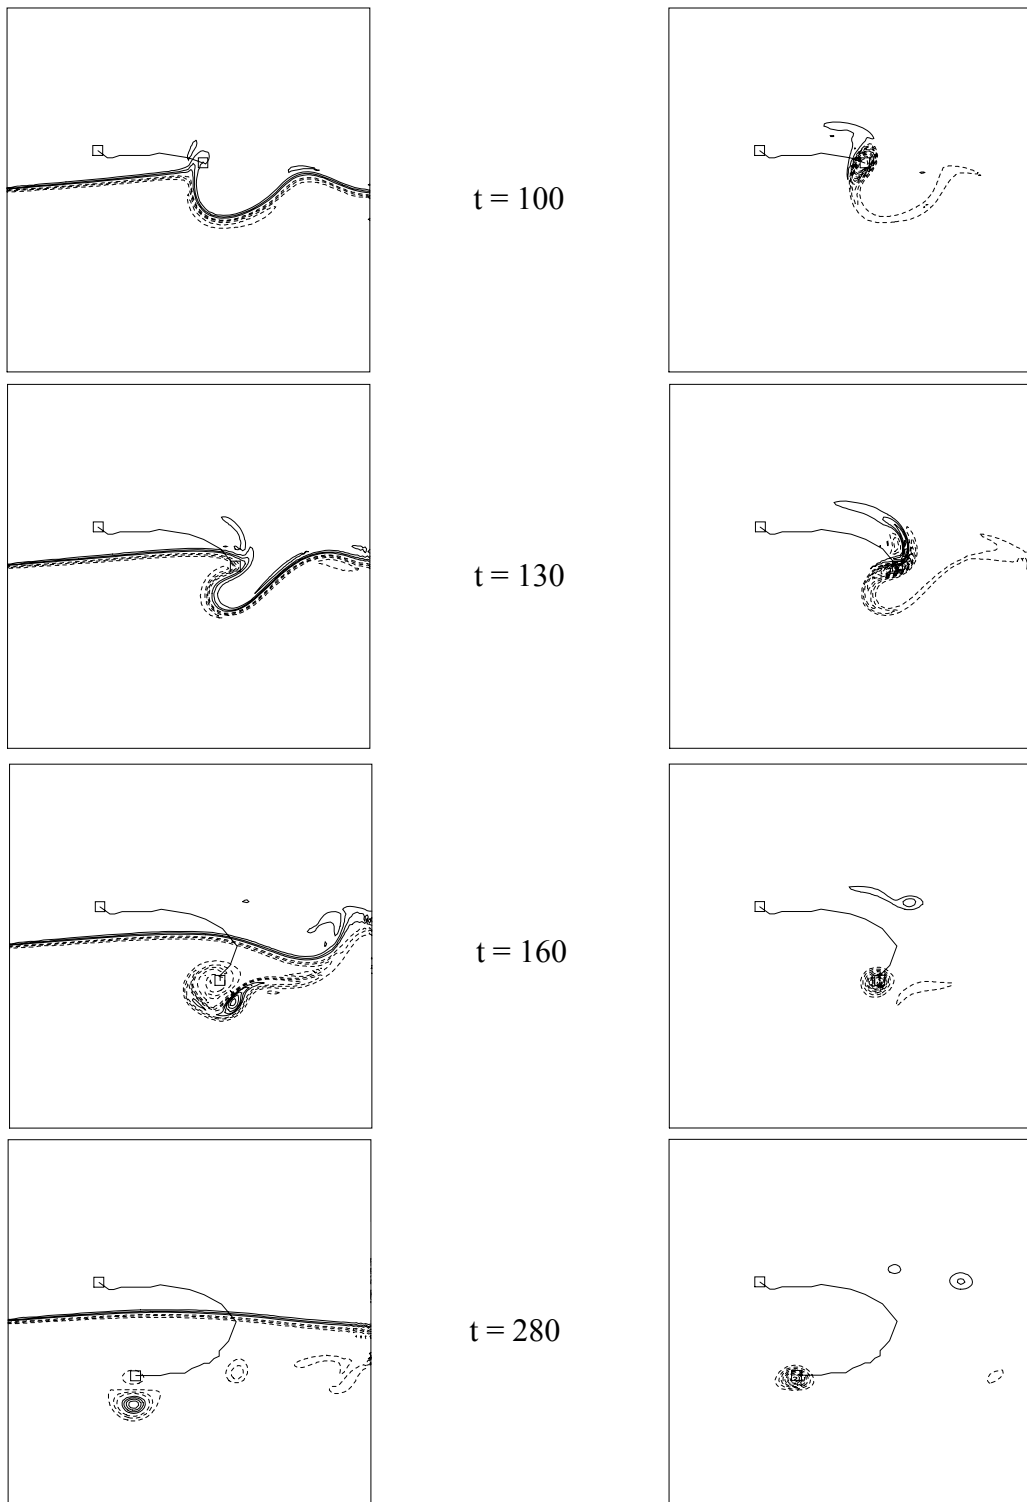 t = 100
t = 130
t = 160
t = 280